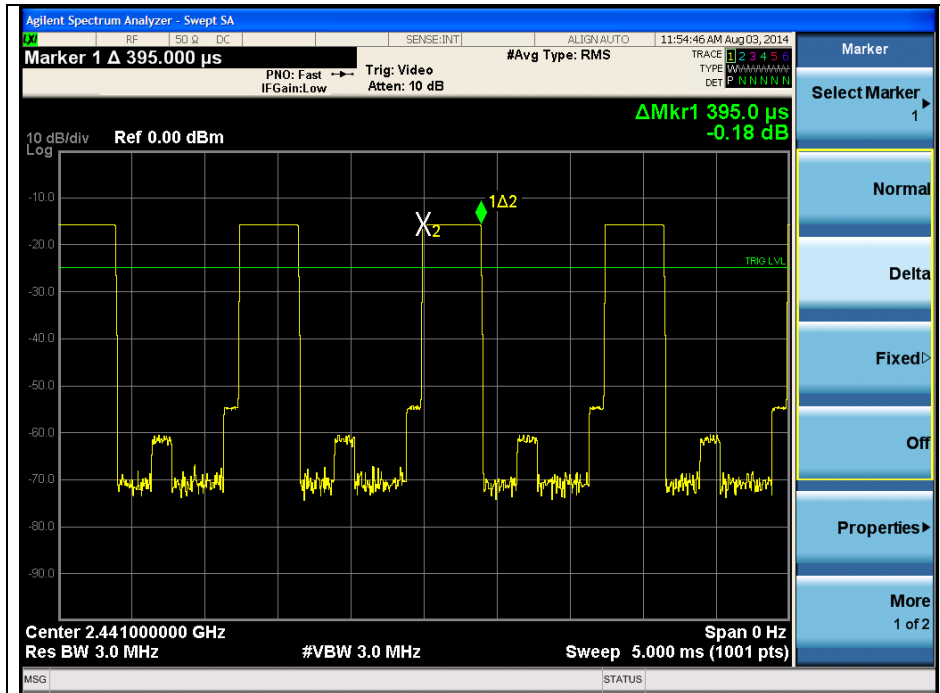 Agilent Spectrum Analyzer - Swept SA
LXI RF 50 Ω DC SENSE:INT ALIGN AUTO 11:54:46 AM Aug 03, 2014
Marker 1 Δ 395.000 µs
PNO: Fast
IFGain:Low
Trig: Video
Atten: 10 dB
#Avg Type: RMS
TRACE 1 2 3 4 5 6
TYPE WWWWWW
DET P N N N N N
ΔMkr1 395.0 µs
-0.18 dB
10 dB/div Ref 0.00 dBm
Log
-10.0
-20.0
-30.0
-40.0
-50.0
-60.0
-70.0
-80.0
-90.0
1Δ2
X2
TRIG LVL
Center 2.441000000 GHz Span 0 Hz
Res BW 3.0 MHz #VBW 3.0 MHz Sweep 5.000 ms (1001 pts)
MSG STATUS
Marker
Select Marker
1
Normal
Delta
Fixed
Off
Properties
More
1 of 2